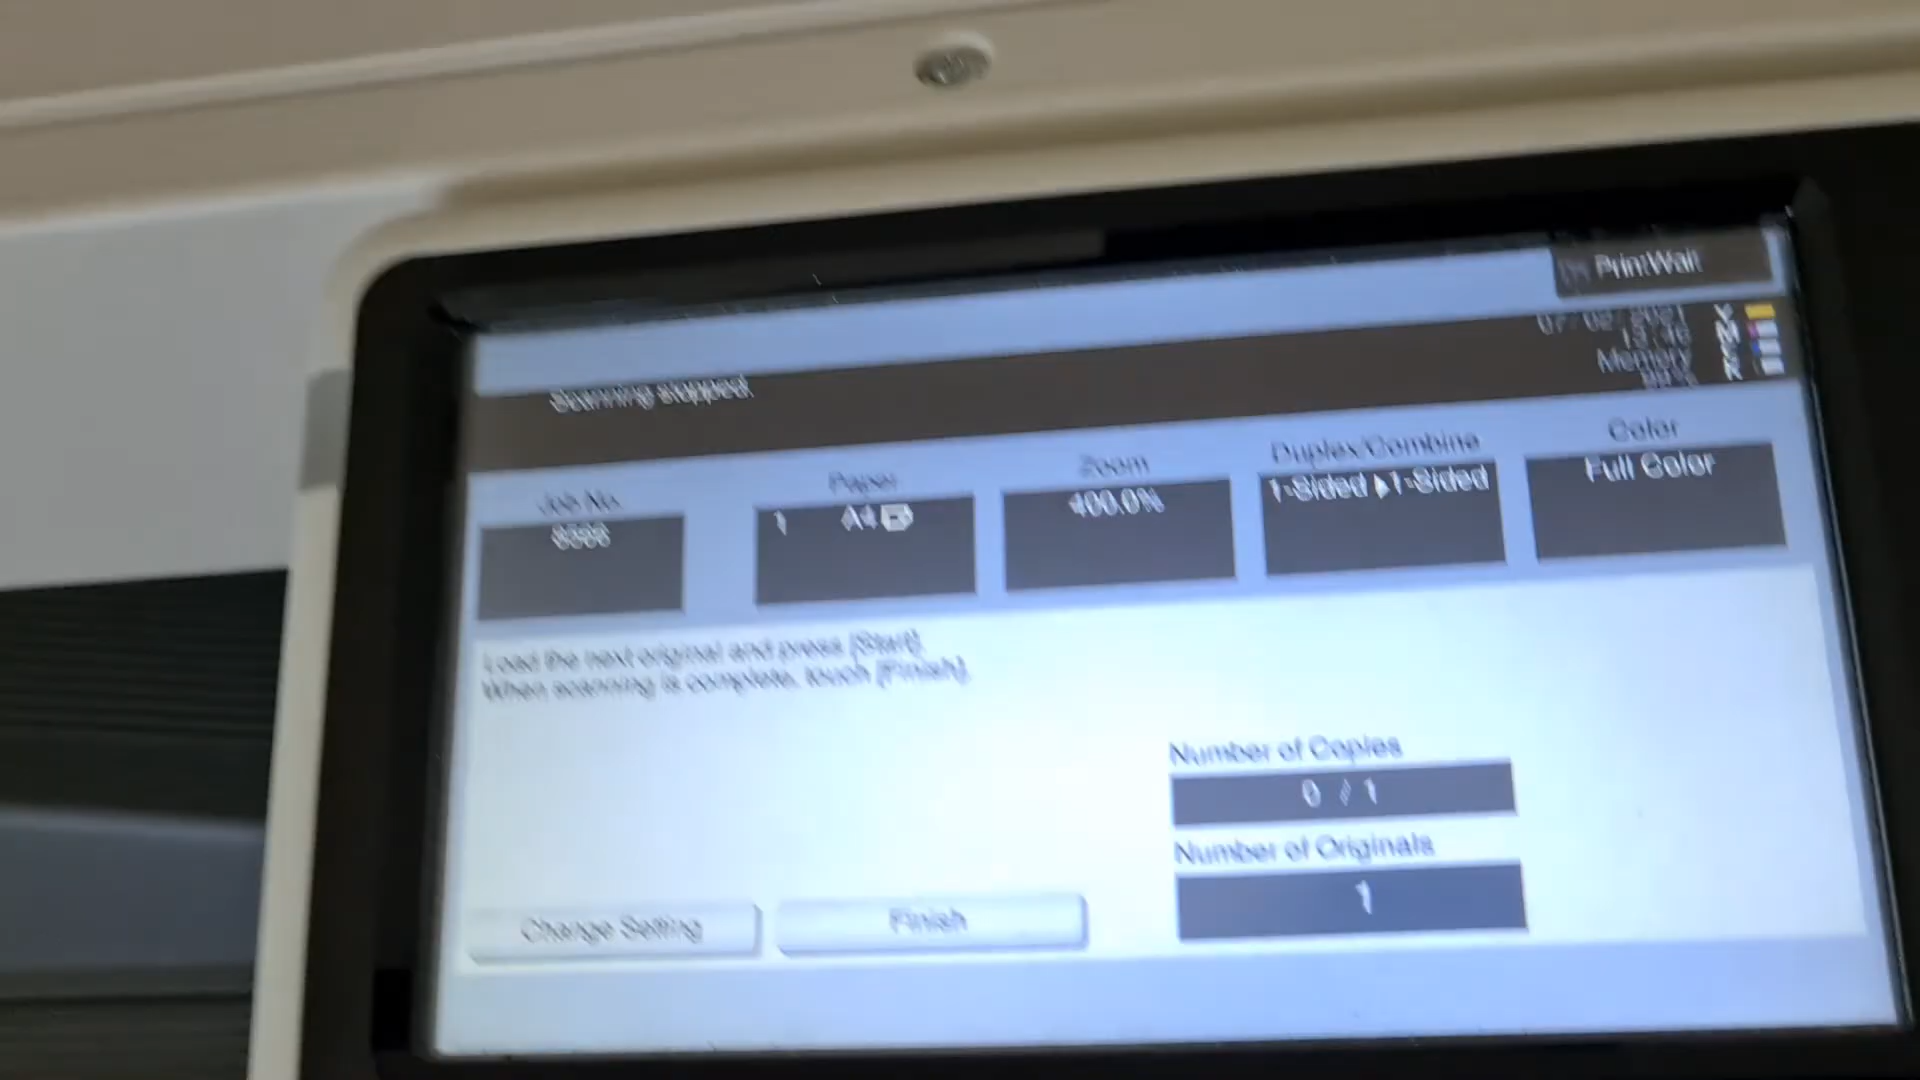 PrintWait
Scanning stopped.
Memory
Y
M
C
K
Job No.
Paper
Zoom
Duplex/Combine
Color
1 A4
400.0%
1-Sided ▶1-Sided
Full Color
Load the next original and press [Start].
When scanning is complete, touch [Finish].
Number of Copies
0 / 1
Number of Originals
1
Change Setting
Finish